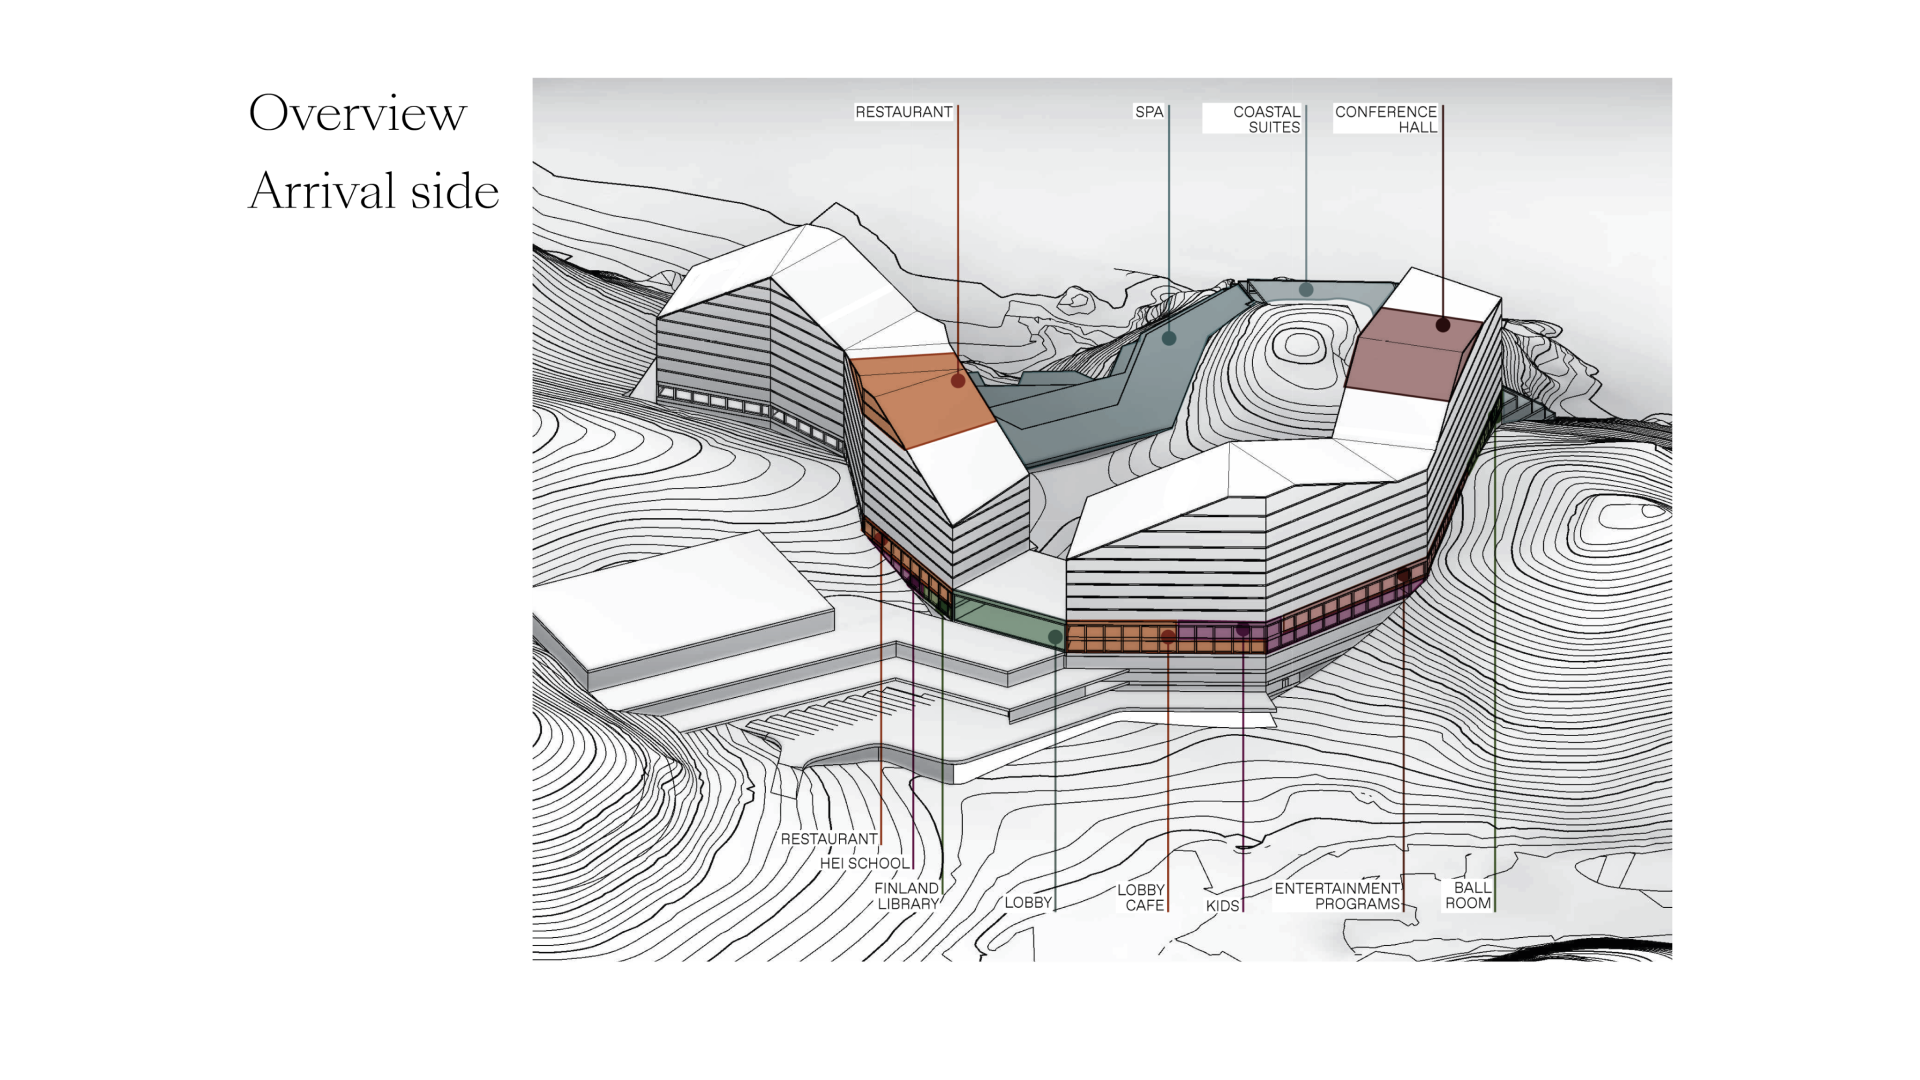 Overview
Arrival side
RESTAURANT
SPA
COASTAL
SUITES
CONFERENCE
HALL
RESTAURANT
HEI SCHOOL
FINLAND
LIBRARY
LOBBY
LOBBY
CAFE
KIDS
ENTERTAINMENT
PROGRAMS
BALL
ROOM